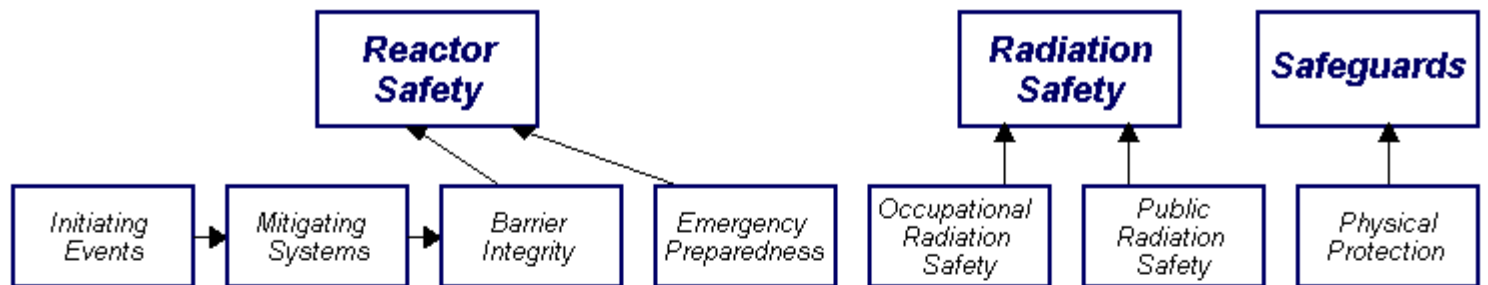 Reactor
Safety
Radiation
Safety
Safeguards
Initiating
Events
Mitigating
Systems
Barrier
Integrity
Emergency
Preparedness
Occupational
Radiation
Safety
Public
Radiation
Safety
Physical
Protection